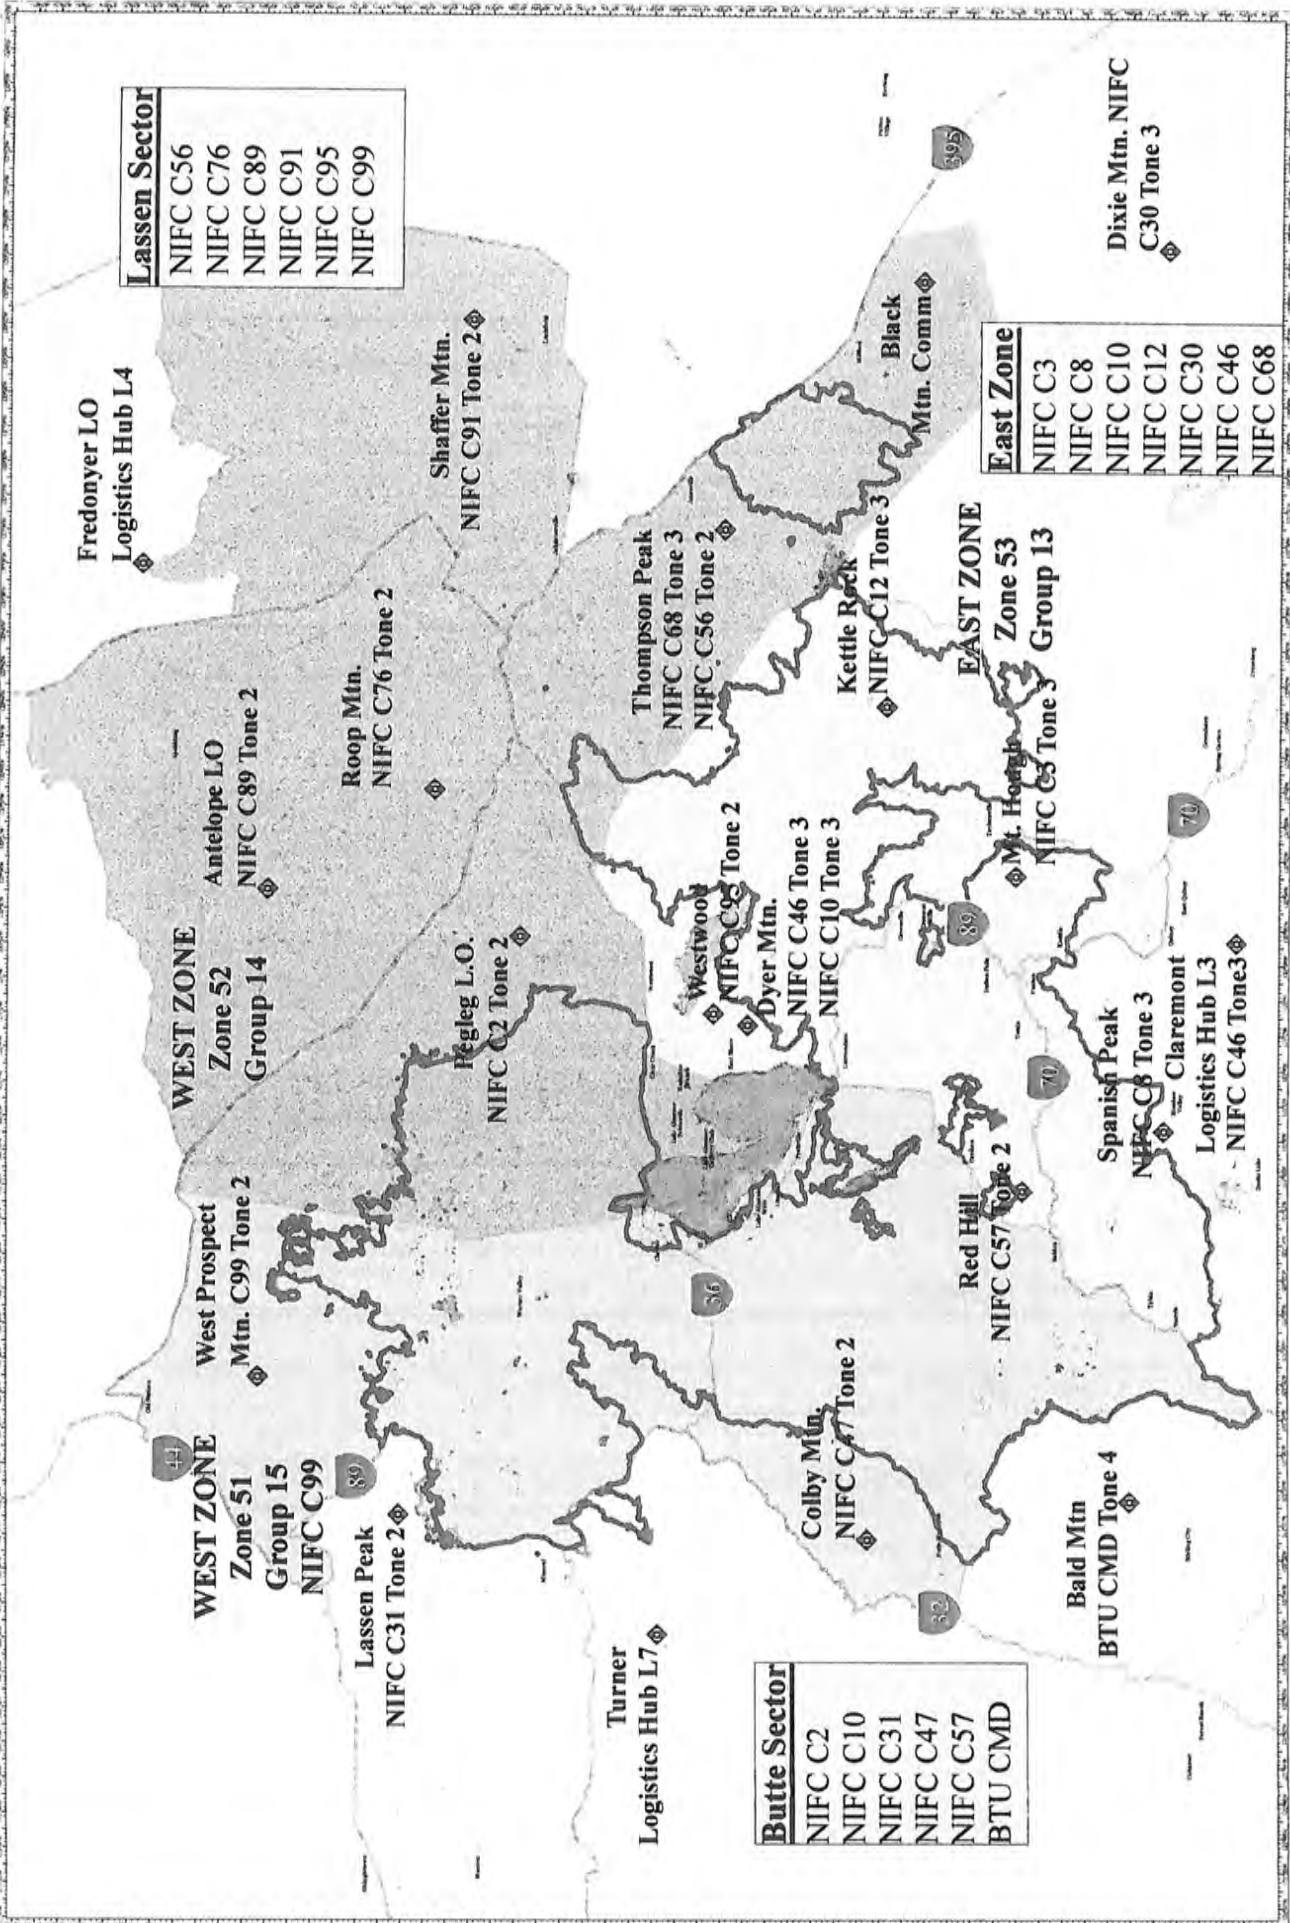 Lassen Sector
NIFC C56
NIFC C76
NIFC C89
NIFC C91
NIFC C95
NIFC C99
Fredonyer LO
Logistics Hub L4
Shaffer Mtn.
NIFC C91 Tone 2
Antelope LO
NIFC C89 Tone 2
Roop Mtn.
NIFC C76 Tone 2
WEST ZONE
Zone 52
Group 14
Pegleg L.O.
NIFC C2 Tone 2
West Prospect
Mtn. C99 Tone 2
44
WEST ZONE
Zone 51
Group 15
NIFC C99
89
Lassen Peak
NIFC C31 Tone 2
Turner
Logistics Hub L7
395
Dixie Mtn. NIFC
C30 Tone 3
Black
Mtn. Comm
Thompson Peak
NIFC C68 Tone 3
NIFC C56 Tone 2
Kettle Rock
NIFC C12 Tone 3
East Zone
NIFC C3
NIFC C8
NIFC C10
NIFC C12
NIFC C30
NIFC C46
NIFC C68
EAST ZONE
Zone 53
Group 13
Mt. Hough
NIFC C3 Tone 3
Westwood
NIFC C95 Tone 2
Dyer Mtn.
NIFC C46 Tone 3
NIFC C10 Tone 3
89
70
70
36
Spanish Peak
NIFC C8 Tone 3
Claremont
Logistics Hub L3
NIFC C46 Tone3
Red Hill
NIFC C57 Tone 2
Colby Mtn.
NIFC C47 Tone 2
32
Bald Mtn
BTU CMD Tone 4
Butte Sector
NIFC C2
NIFC C10
NIFC C31
NIFC C47
NIFC C57
BTU CMD